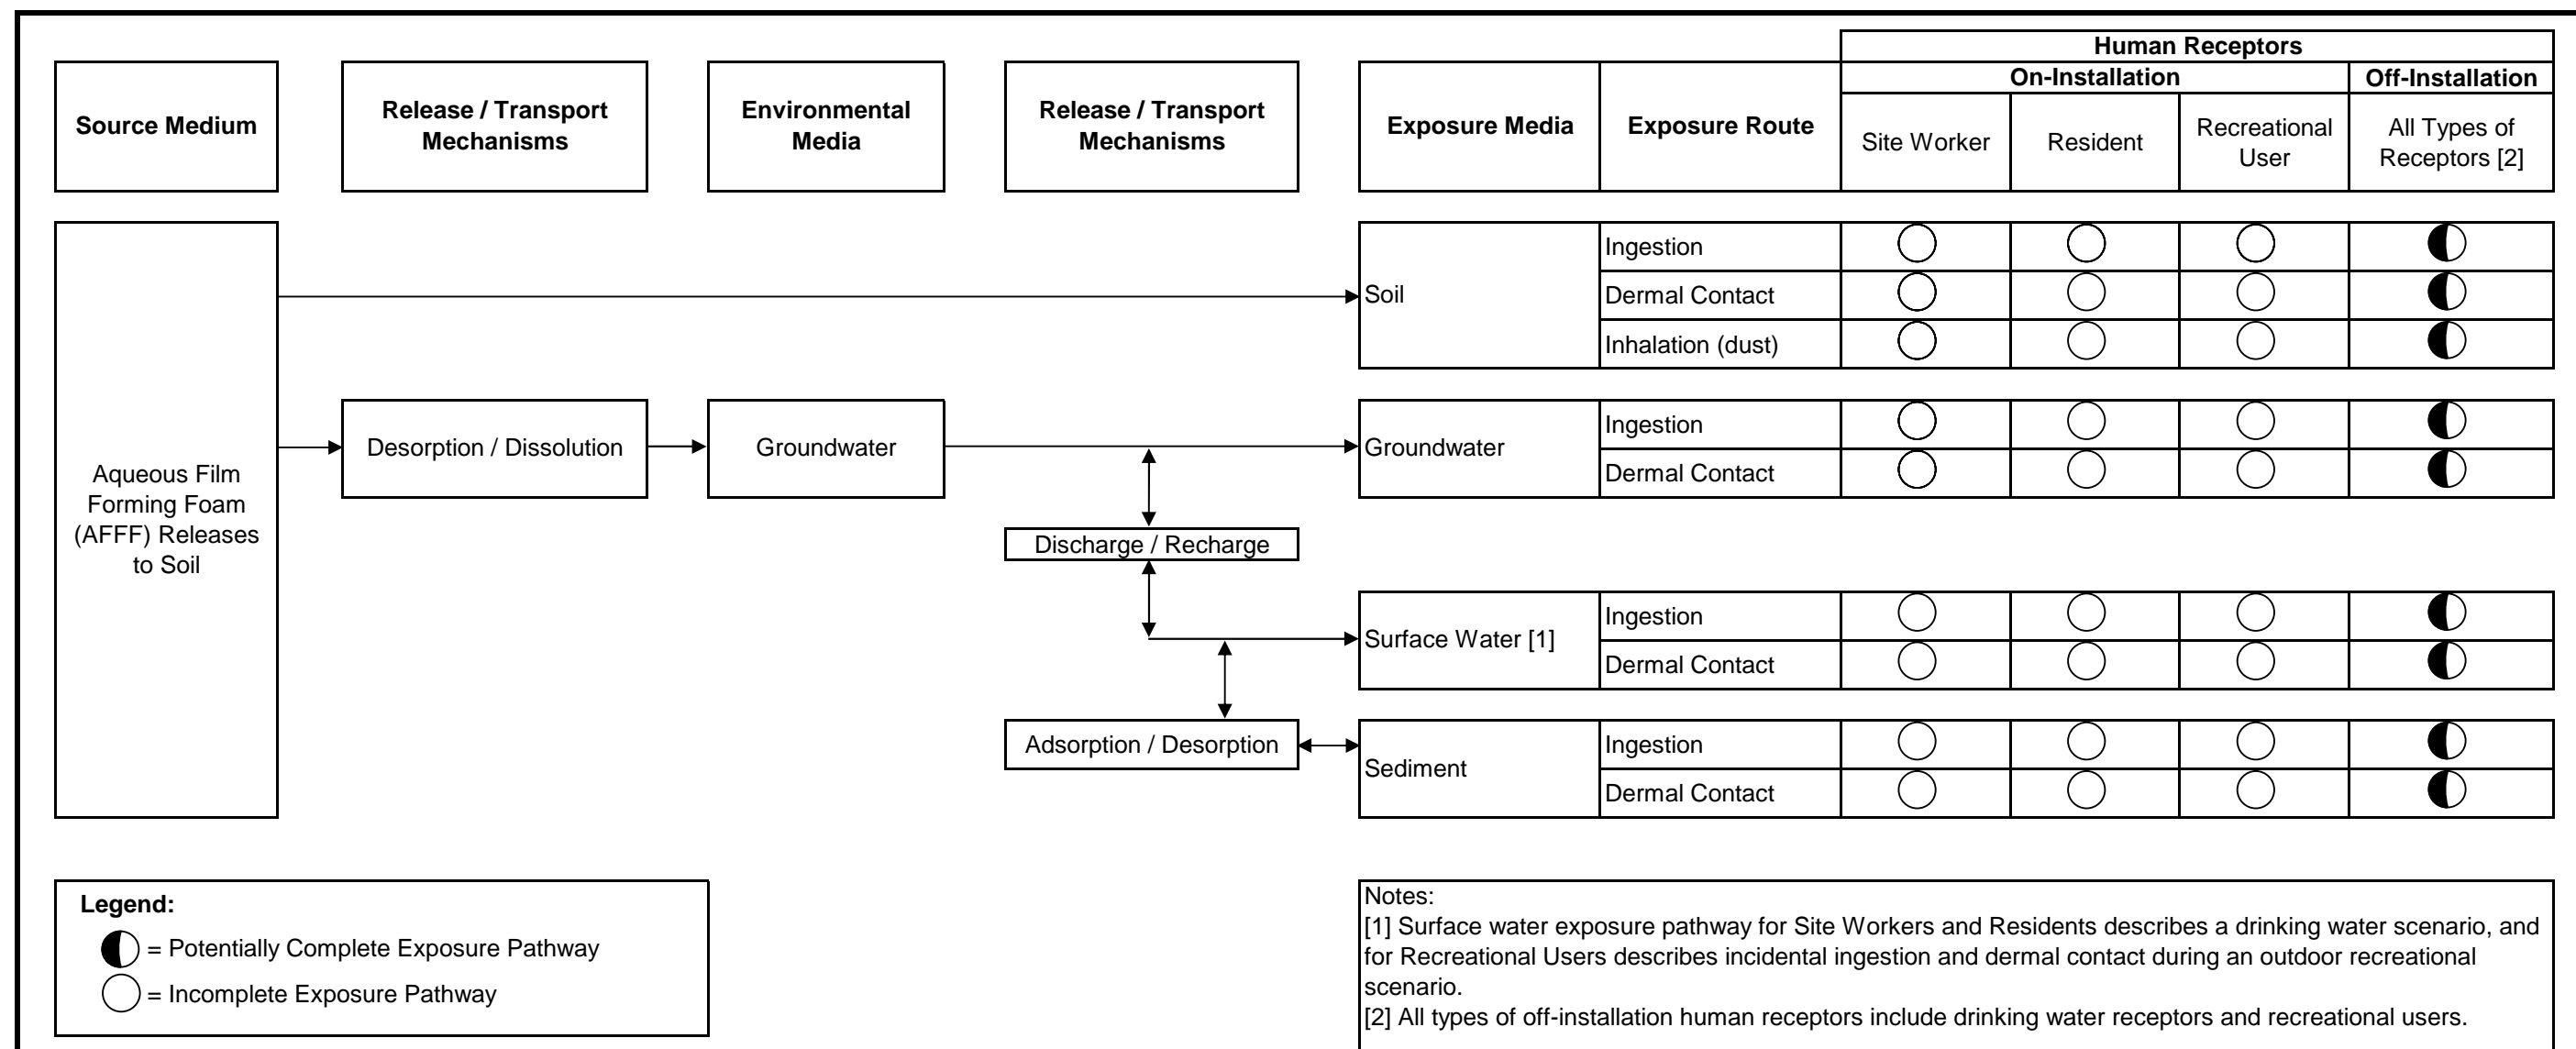 Human Receptors
On-Installation
Off-Installation
Source Medium
Release / Transport
Mechanisms
Environmental
Media
Release / Transport
Mechanisms
Exposure Media
Exposure Route
Site Worker
Resident
Recreational
User
All Types of
Receptors [2]
Aqueous Film
Forming Foam
(AFFF) Releases
to Soil
Soil
Ingestion
Dermal Contact
Inhalation (dust)
Desorption / Dissolution
Groundwater
Groundwater
Ingestion
Dermal Contact
Discharge / Recharge
Surface Water [1]
Ingestion
Dermal Contact
Adsorption / Desorption
Sediment
Ingestion
Dermal Contact
Legend:
= Potentially Complete Exposure Pathway
= Incomplete Exposure Pathway
Notes:
[1] Surface water exposure pathway for Site Workers and Residents describes a drinking water scenario, and
for Recreational Users describes incidental ingestion and dermal contact during an outdoor recreational
scenario.
[2] All types of off-installation human receptors include drinking water receptors and recreational users.